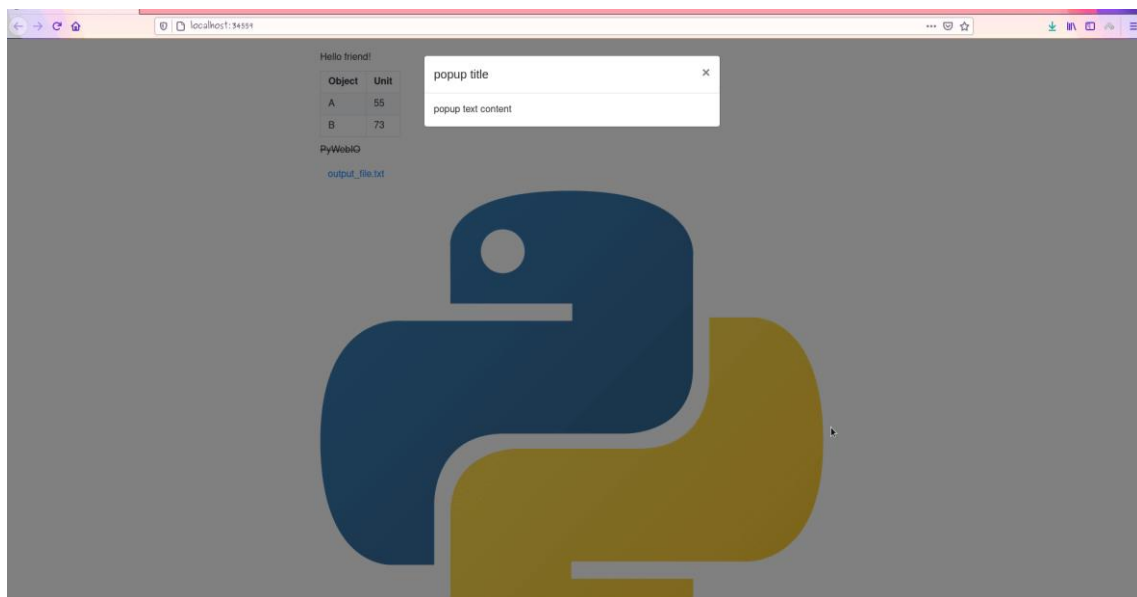 localhost:34559
Hello friend!
Object Unit
A 55
B 73
PyWebIO
output_file.txt
popup title ×
popup text content